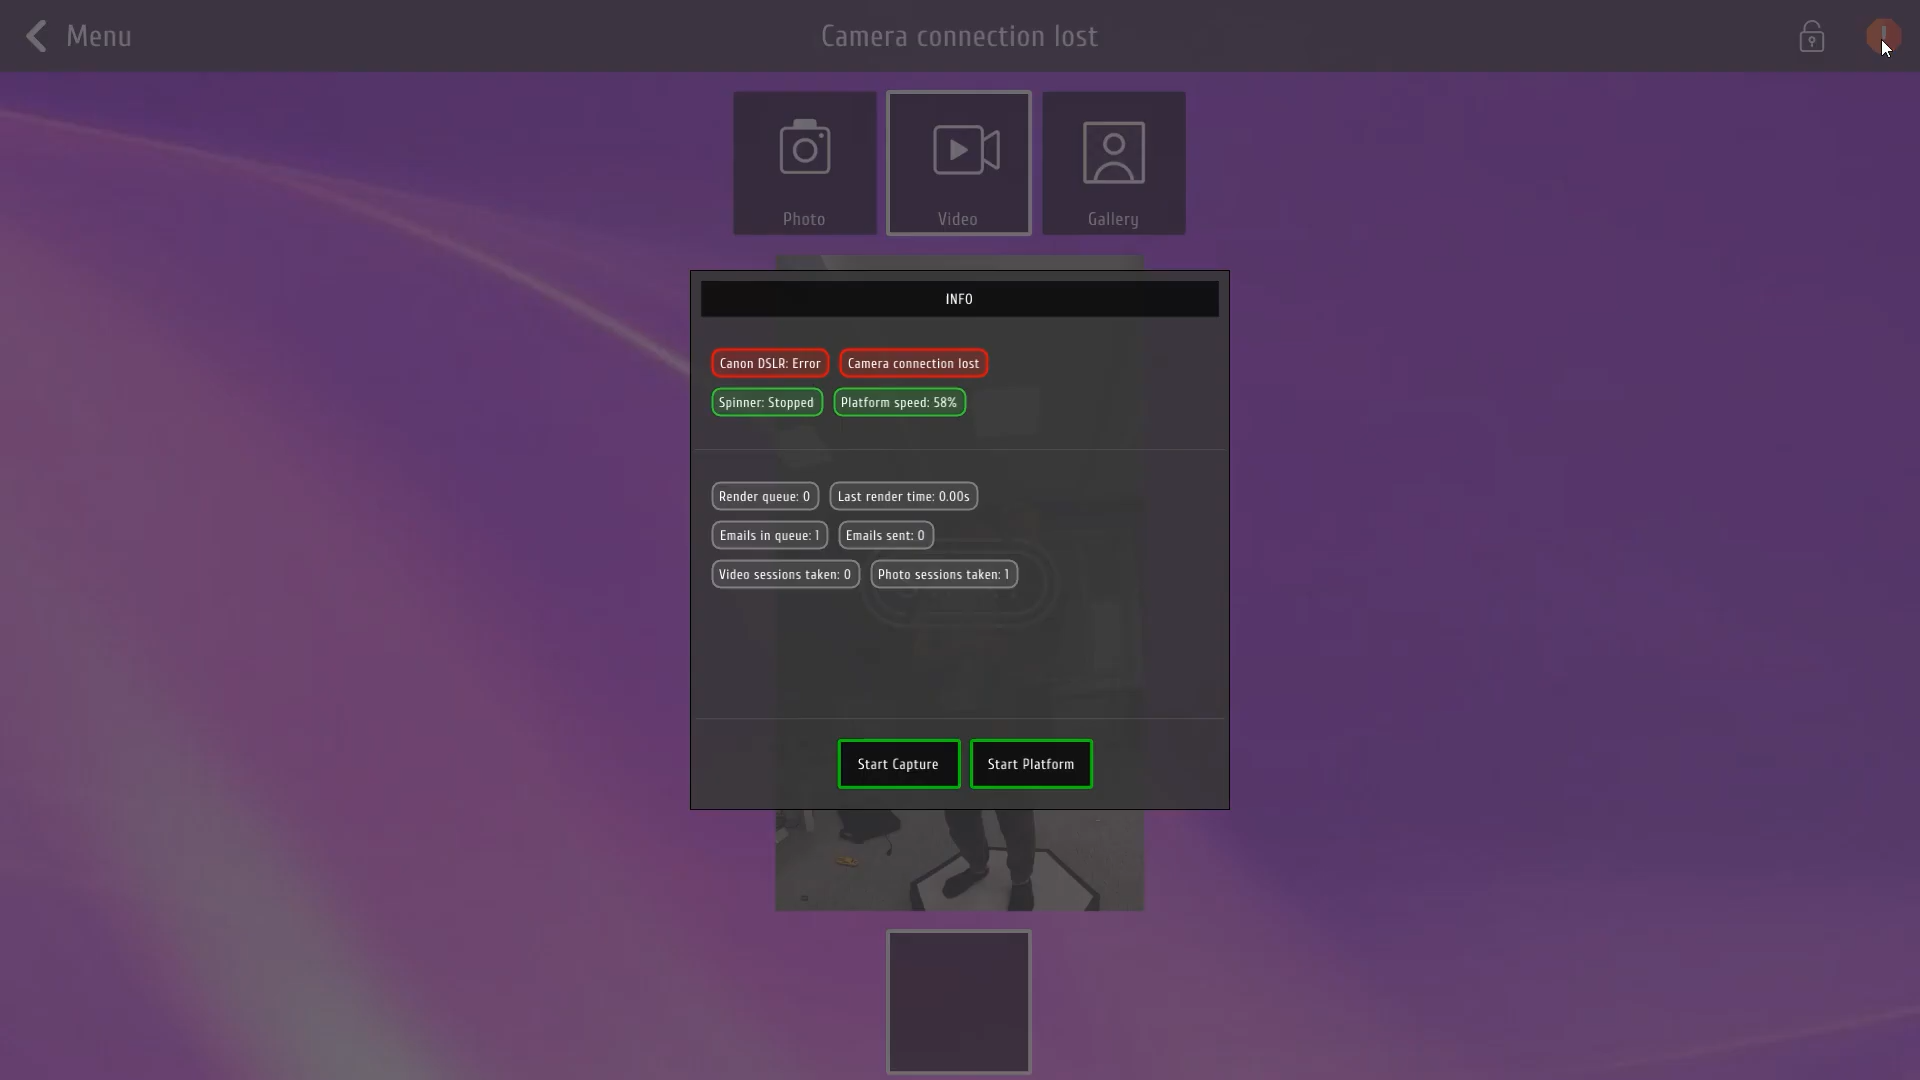 Menu
Camera connection lost
Photo
Video
Gallery
INFO
Canon DSLR: Error
Camera connection lost
Spinner: Stopped
Platform speed: 58%
Render queue: 0
Last render time: 0.00s
Emails in queue: 1
Emails sent: 0
Video sessions taken: 0
Photo sessions taken: 1
Start Capture
Start Platform